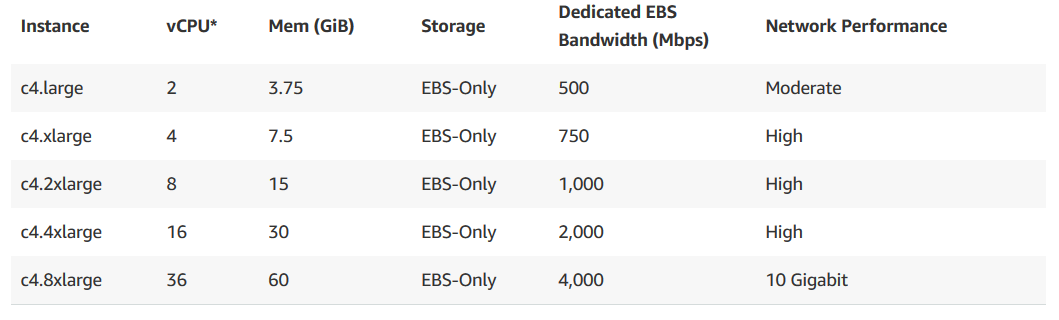 Instance vCPU* Mem (GiB) Storage Dedicated EBS Bandwidth (Mbps) Network Performance
c4.large 2 3.75 EBS-Only 500 Moderate
c4.xlarge 4 7.5 EBS-Only 750 High
c4.2xlarge 8 15 EBS-Only 1,000 High
c4.4xlarge 16 30 EBS-Only 2,000 High
c4.8xlarge 36 60 EBS-Only 4,000 10 Gigabit